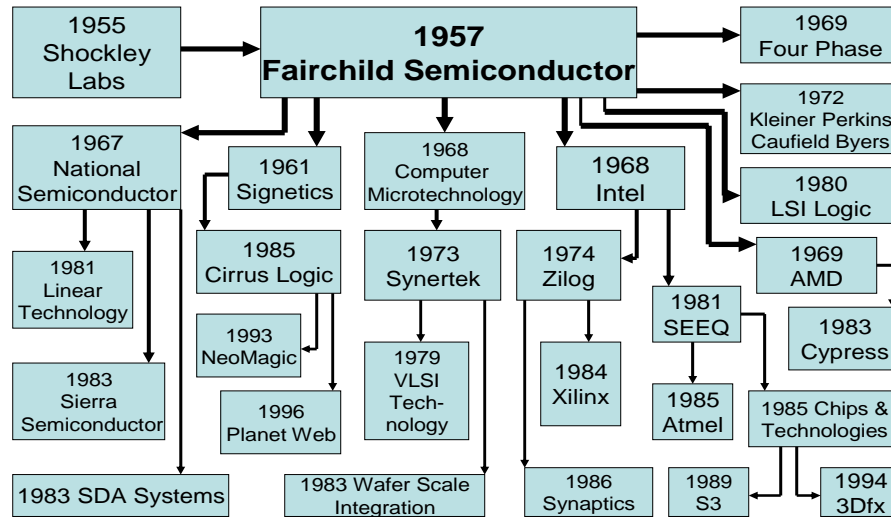 1955
Shockley
Labs
1957
Fairchild Semiconductor
1969
Four Phase
1972
Kleiner Perkins
Caufield Byers
1967
National
Semiconductor
1961
Signetics
1968
Computer
Microtechnology
1968
Intel
1980
LSI Logic
1981
Linear
Technology
1985
Cirrus Logic
1973
Synertek
1974
Zilog
1969
AMD
1981
SEEQ
1983
Cypress
1993
NeoMagic
1979
VLSI
Tech-
nology
1984
Xilinx
1983
Sierra
Semiconductor
1996
Planet Web
1985
Atmel
1985 Chips &
Technologies
1983 SDA Systems
1983 Wafer Scale
Integration
1986
Synaptics
1989
S3
1994
3Dfx